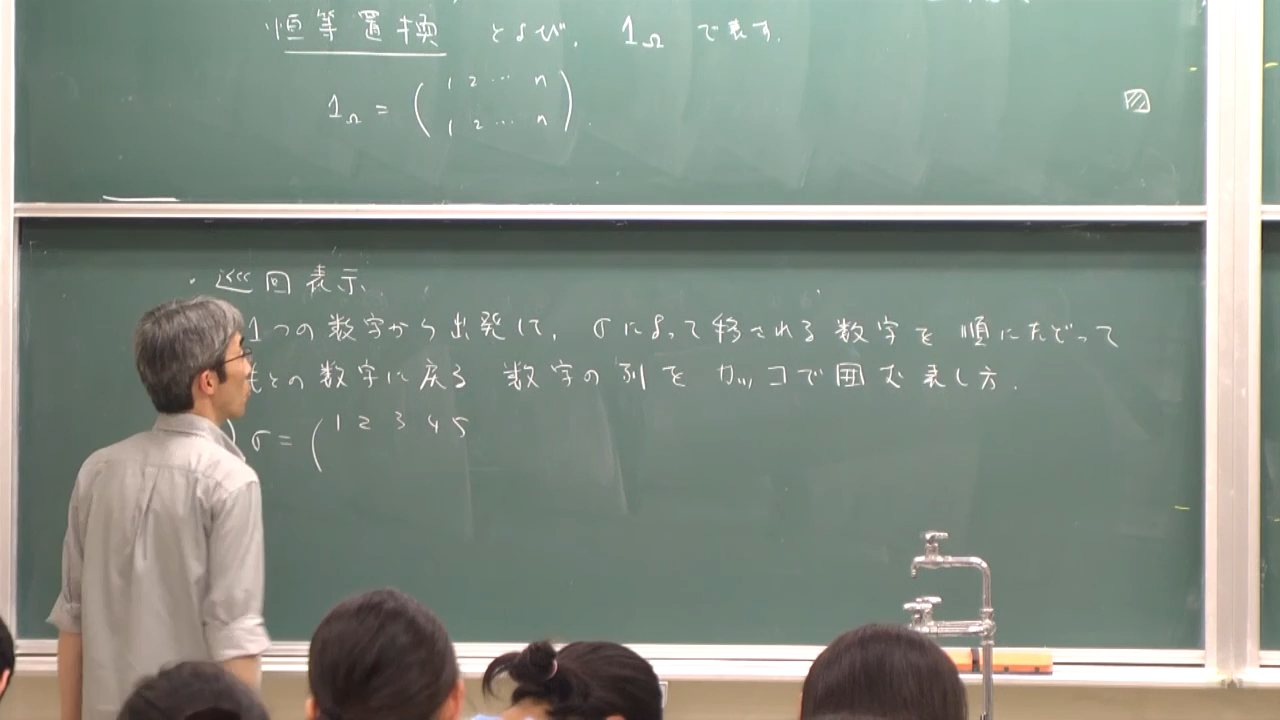 恒等置換 とよび, 1_Ω で表す.
1_Ω = ( 1 2 … n
1 2 … n ).
・巡回表示
1つの数字から出発して, σによって移される数字を 順にたどって
もとの数字に戻る 数字の列を カッコで囲む 表し方.
) σ = ( 1 2 3 4 5